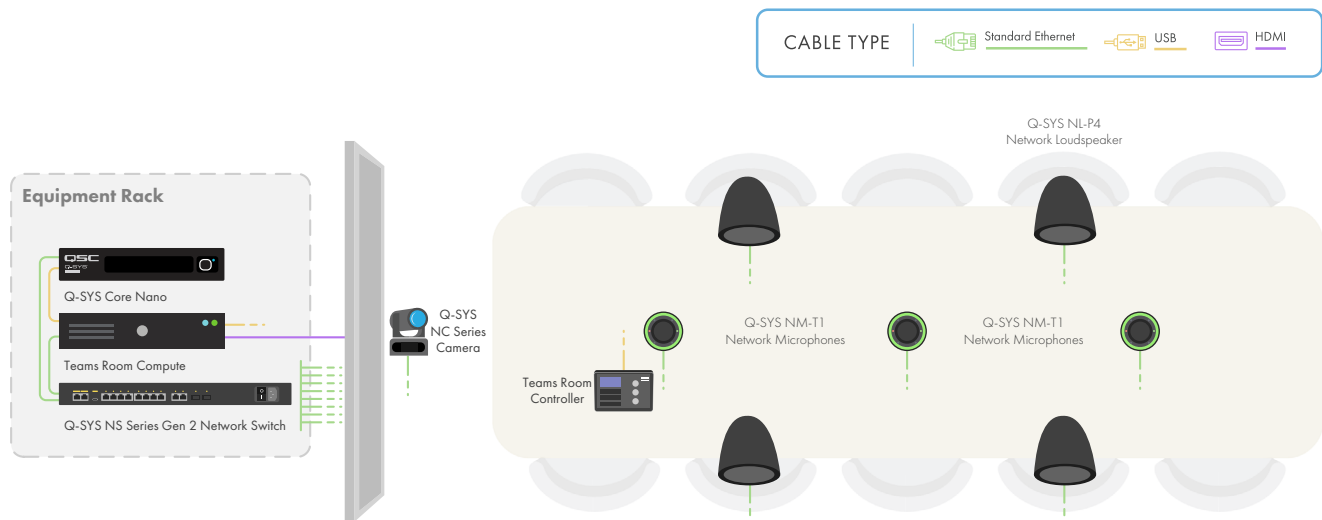 CABLE TYPE
Standard Ethernet
USB
HDMI
Q-SYS NL-P4
Network Loudspeaker
Equipment Rack
QSC
Q-SYS
Q-SYS Core Nano
Teams Room Compute
Q-SYS NS Series Gen 2 Network Switch
Q-SYS
NC Series
Camera
Q-SYS NM-T1
Network Microphones
Q-SYS NM-T1
Network Microphones
Teams Room
Controller